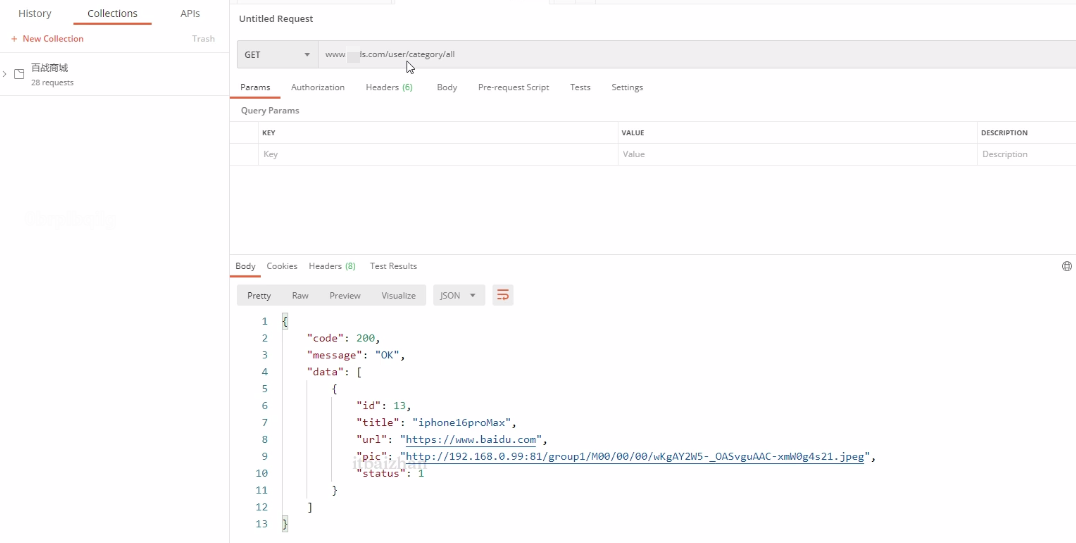 History Collections APIs
+ New Collection Trash
百战商城
28 requests
Untitled Request
GET www ls.com/user/category/all
Params Authorization Headers (6) Body Pre-request Script Tests Settings
Query Params
KEY VALUE DESCRIPTION
Key Value Description
Body Cookies Headers (8) Test Results
Pretty Raw Preview Visualize JSON
1 {
2 "code": 200,
3 "message": "OK",
4 "data": [
5 {
6 "id": 13,
7 "title": "iphone16proMax",
8 "url": "https://www.baidu.com",
9 "pic": "http://192.168.0.99:81/group1/M00/00/00/wKgAY2W5-_OASvguAAC-xmW0g4s21.jpeg",
itbaizhan
10 "status": 1
11 }
12 ]
13 }